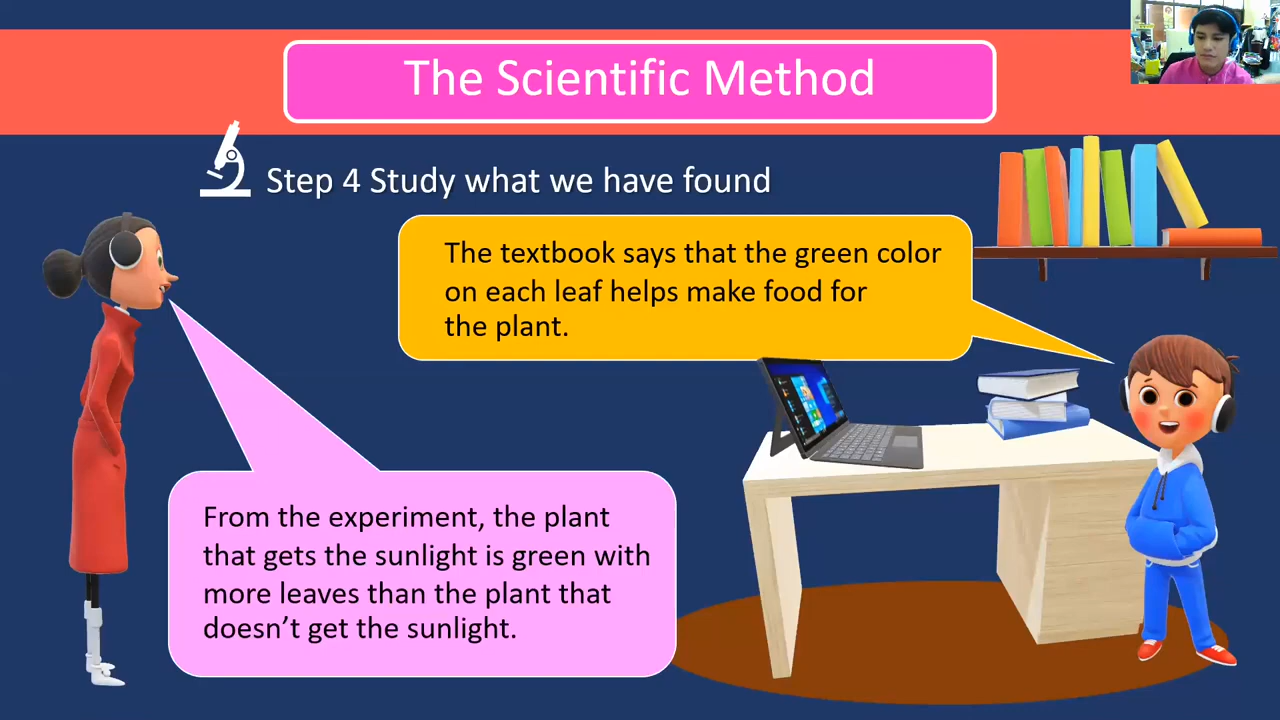 The Scientific Method
Step 4 Study what we have found
The textbook says that the green color
on each leaf helps make food for
the plant.
From the experiment, the plant
that gets the sunlight is green with
more leaves than the plant that
doesn’t get the sunlight.